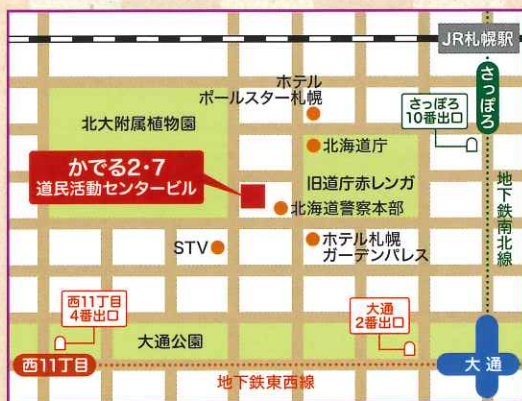 JR札幌駅
さっぽろ
ホテル
ポールスター札幌
さっぽろ
10番出口
北大附属植物園
北海道庁
かでる2・7
道民活動センタービル
旧道庁赤レンガ
地下鉄南北線
北海道警察本部
STV
ホテル札幌
ガーデンパレス
西11丁目
4番出口
大通
2番出口
大通公園
西11丁目
大通
地下鉄東西線